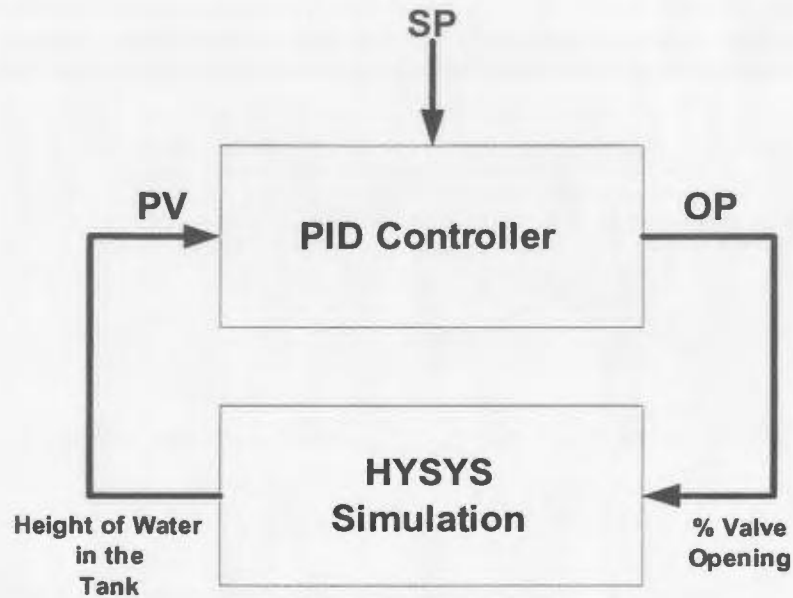 SP
PV
OP
PID Controller
HYSYS
Simulation
Height of Water
in the
Tank
% Valve
Opening